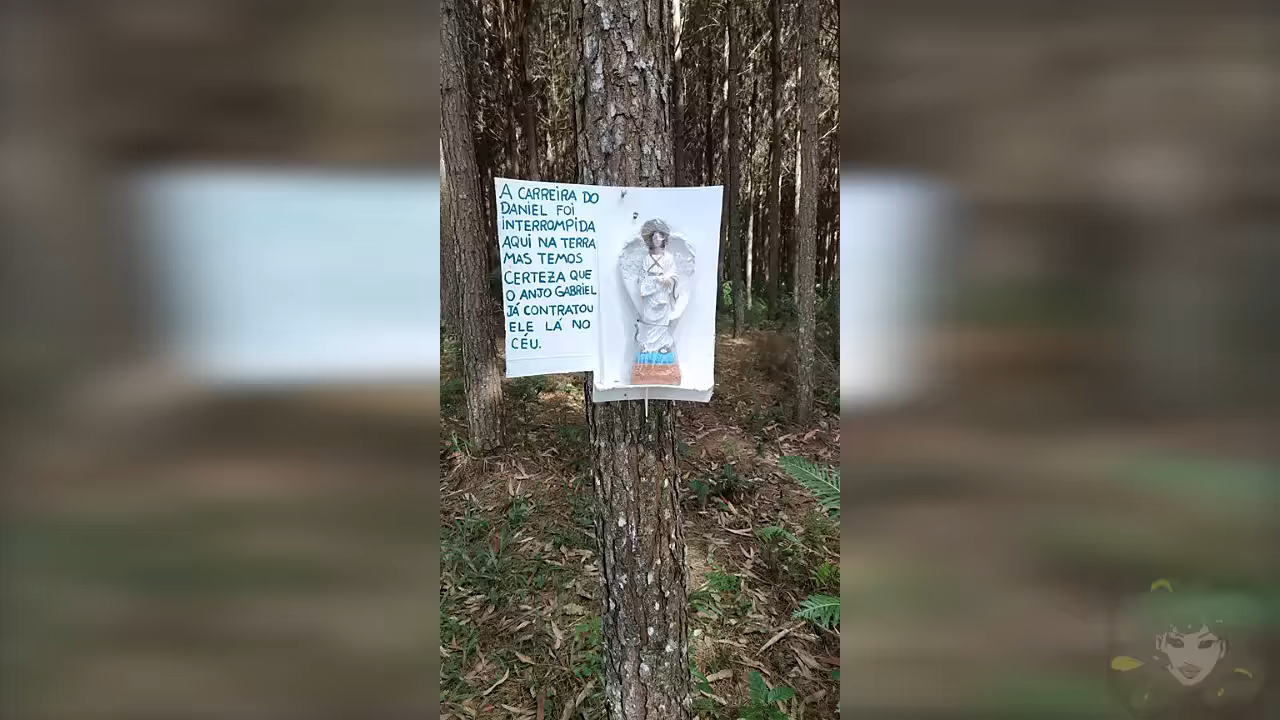 A CARREIRA DO
DANIEL FOI
INTERROMPIDA
AQUI NA TERRA
MAS TEMOS
CERTEZA QUE
O ANJO GABRIEL
JÁ CONTRATOU
ELE LÁ NO
CÉU.